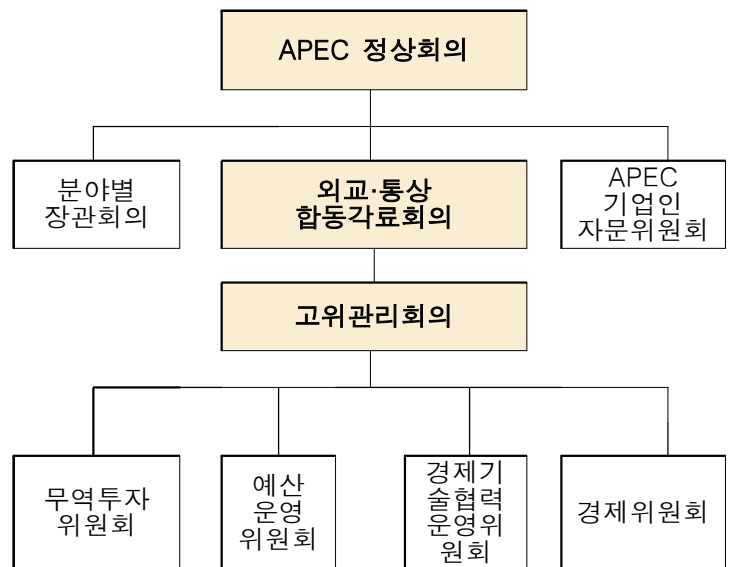 APEC 정상회의
분야별
장관회의
외교·통상
합동각료회의
APEC
기업인
자문위원회
고위관리회의
무역투자
위원회
예산
운영
위원회
경제기
술협력
운영위
원회
경제위원회